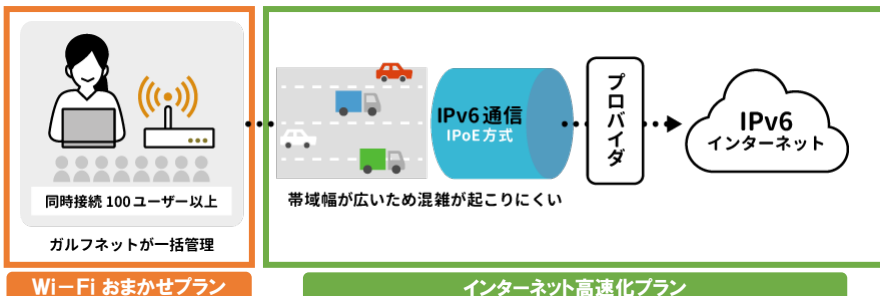 同時接続100ユーザー以上
ガルフネットが一括管理
Wi-Fi おまかせプラン
IPv6通信
IPoE方式
帯域幅が広いため混雑が起こりにくい
プロバイダ
IPv6
インターネット
インターネット高速化プラン